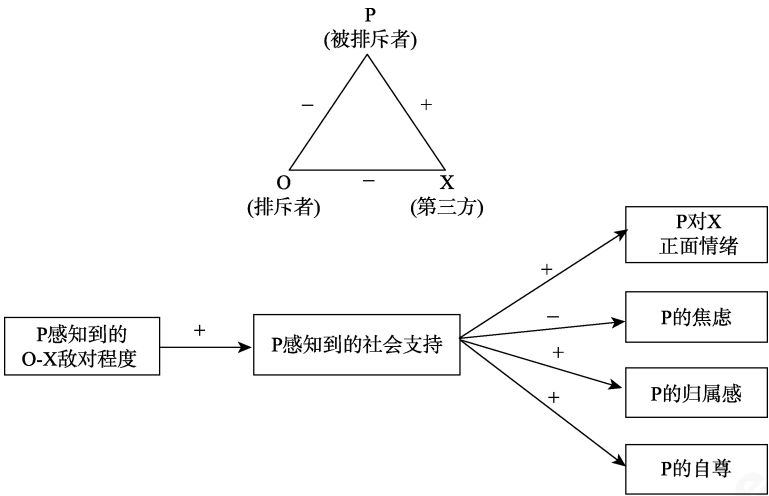 P
(被排斥者)
−
+
O
−
X
(排斥者)
(第三方)
P对X
正面情绪
+
P感知到的
O-X敌对程度
+
P感知到的社会支持
−
P的焦虑
+
P的归属感
+
P的自尊